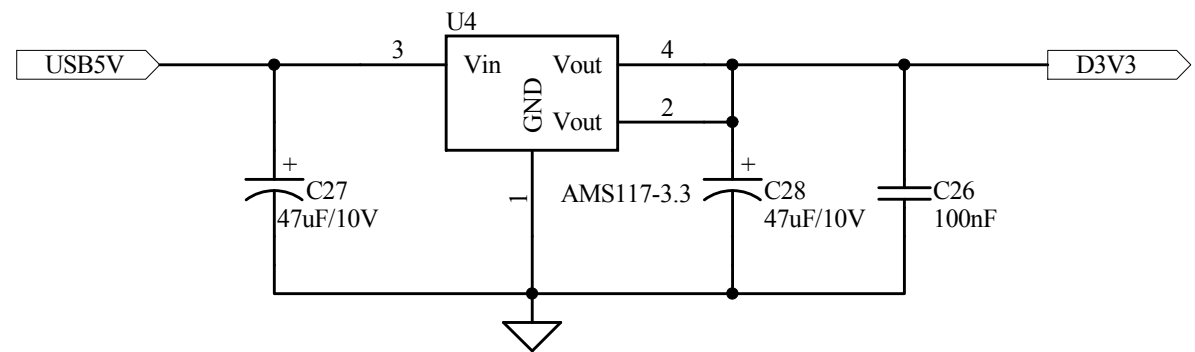 U4
USB5V
3
Vin
Vout
4
D3V3
GND
Vout
2
+
C27
47uF/10V
1
AMS117-3.3
+
C28
47uF/10V
C26
100nF